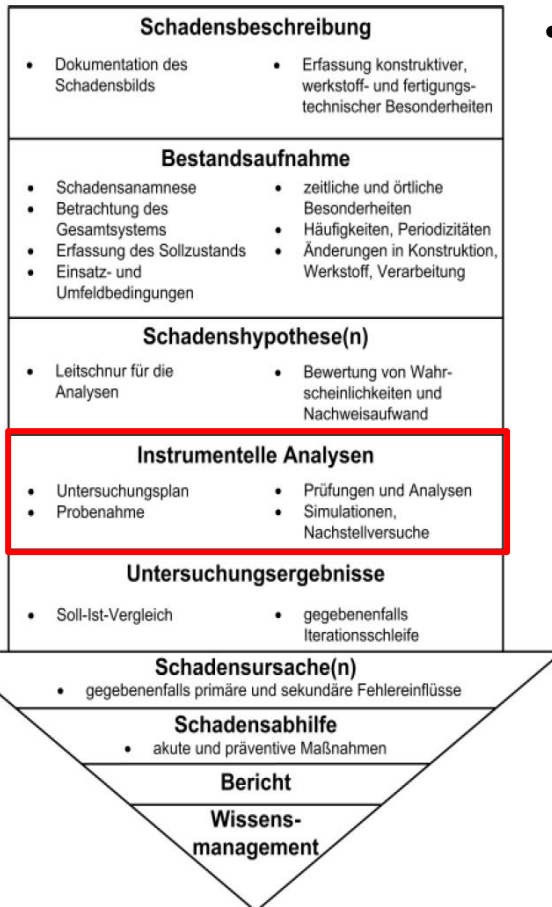 Schadensbeschreibung
• Dokumentation des
Schadensbilds
• Erfassung konstruktiver,
werkstoff- und fertigungs-
technischer Besonderheiten
Bestandsaufnahme
• Schadensanamnese
• Betrachtung des
Gesamtsystems
• Erfassung des Sollzustands
• Einsatz- und
Umfeldbedingungen
• zeitliche und örtliche
Besonderheiten
• Häufigkeiten, Periodizitäten
• Änderungen in Konstruktion,
Werkstoff, Verarbeitung
Schadenshypothese(n)
• Leitschnur für die
Analysen
• Bewertung von Wahr-
scheinlichkeiten und
Nachweisaufwand
Instrumentelle Analysen
• Untersuchungsplan
• Probenahme
• Prüfungen und Analysen
• Simulationen,
Nachstellversuche
Untersuchungsergebnisse
• Soll-Ist-Vergleich
• gegebenenfalls
Iterationsschleife
Schadensursache(n)
• gegebenenfalls primäre und sekundäre Fehlereinflüsse
Schadensabhilfe
• akute und präventive Maßnahmen
Bericht
Wissens-
management